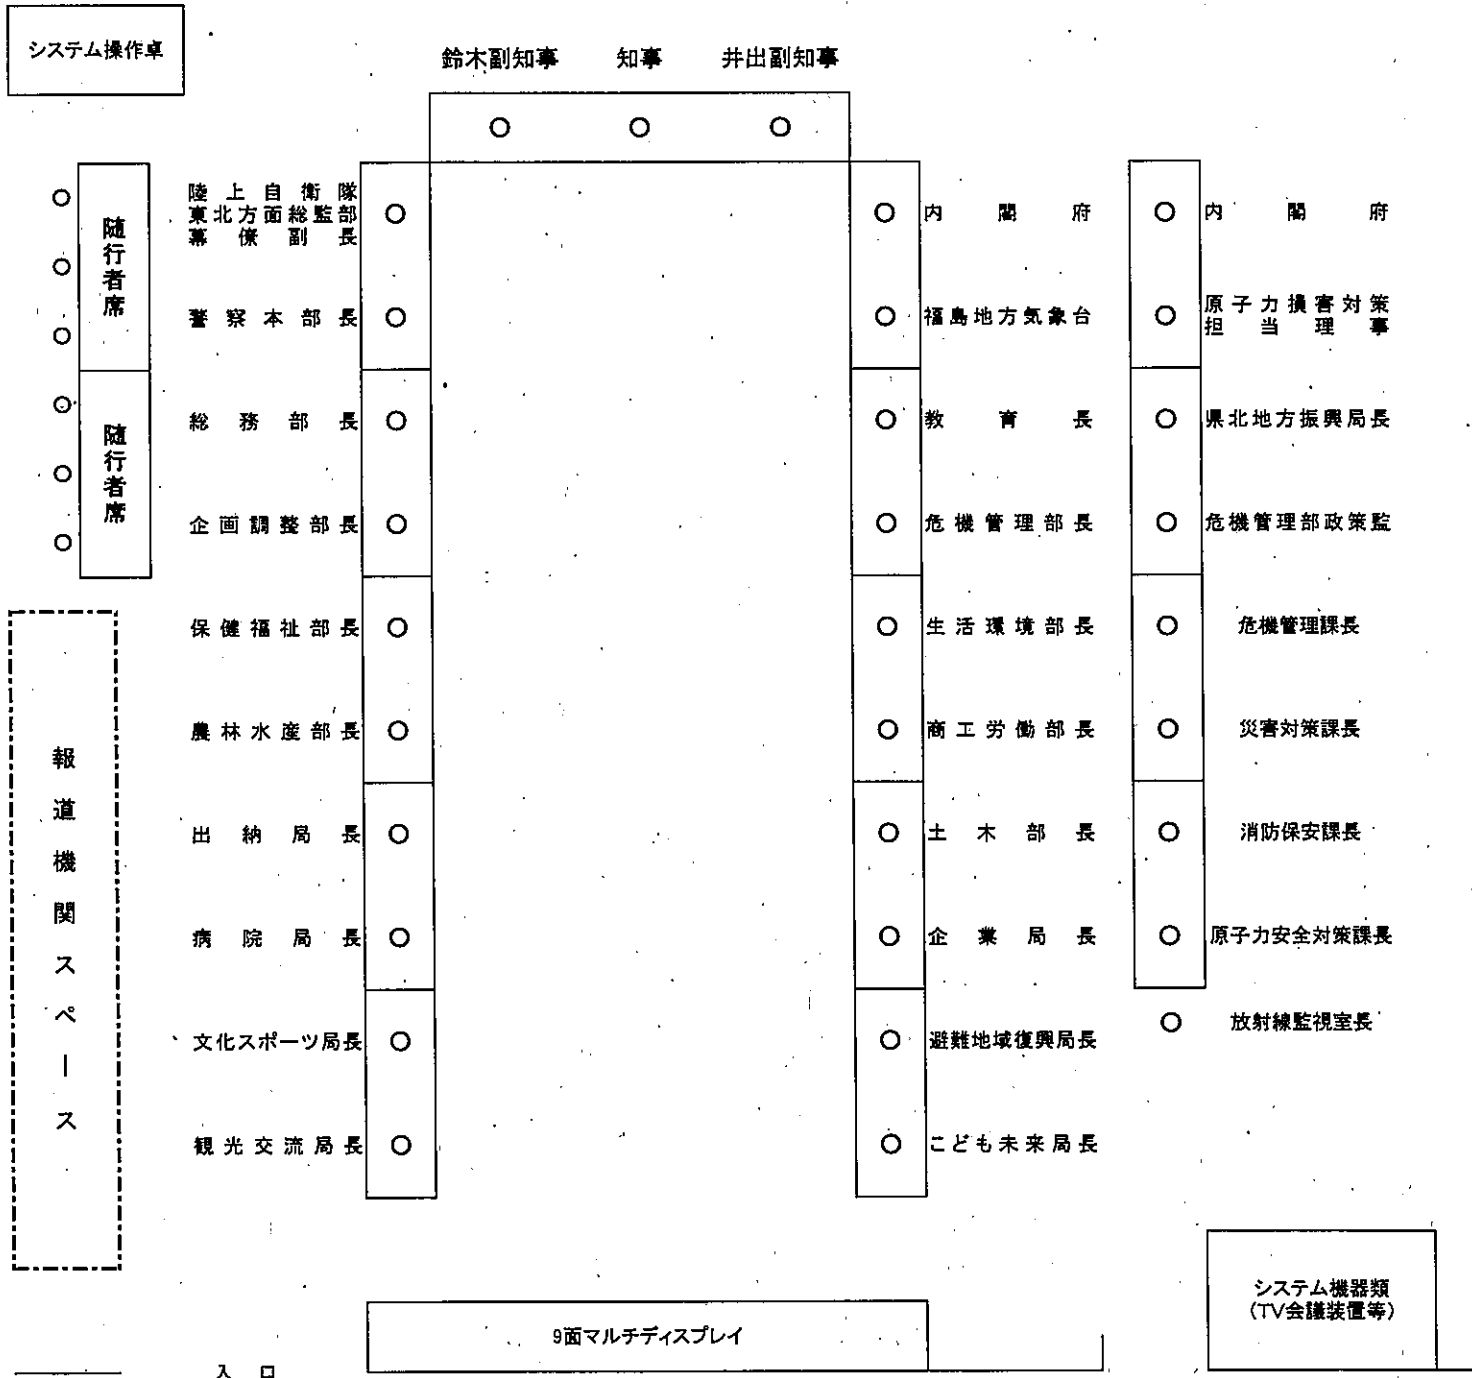 システム操作卓
鈴木副知事 知事 井出副知事
随行者席
随行者席
陸上自衛隊
東北方面総監部
幕僚副長
警察本部長
総務部長
企画調整部長
保健福祉部長
農林水産部長
出納局長
病院局長
文化スポーツ局長
観光交流局長
内閣府
福島地方気象台
教育長
危機管理部長
生活環境部長
商工労働部長
土木部長
企業局長
避難地域復興局長
こども未来局長
内閣府
原子力損害対策
担当理事
県北地方振興局長
危機管理部政策監
危機管理課長
災害対策課長
消防保安課長
原子力安全対策課長
放射線監視室長
報道機関スペース
システム機器類
(TV会議装置等)
9面マルチディスプレイ
入口